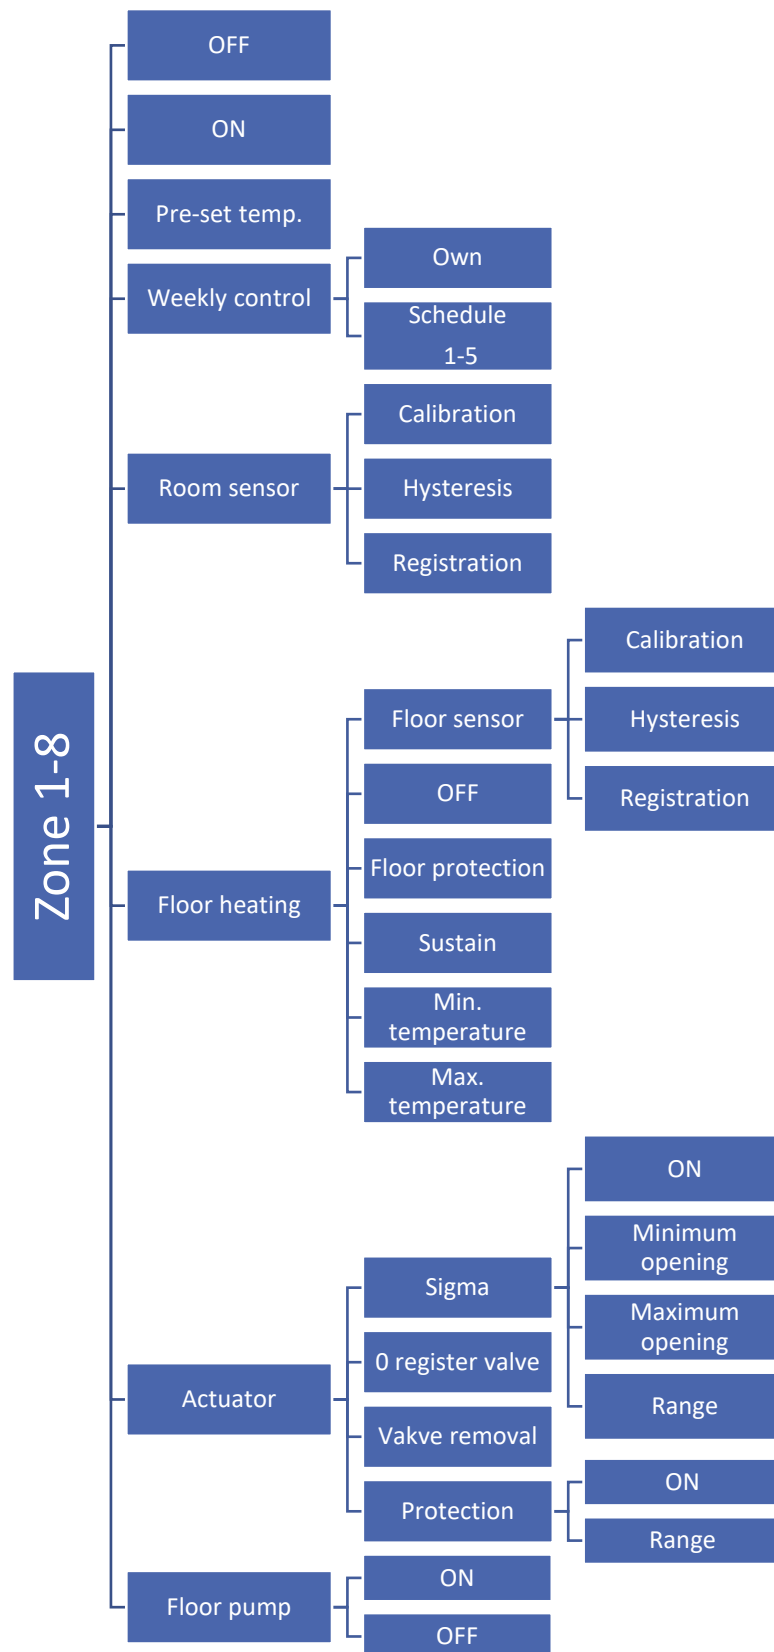 OFF
ON
Pre-set temp.
Own
Weekly control
Schedule
1-5
Calibration
Room sensor
Hysteresis
Registration
Calibration
Zone 1-8
Floor sensor
Hysteresis
OFF
Registration
Floor protection
Floor heating
Sustain
Min.
temperature
Max.
temperature
ON
Minimum
opening
Sigma
Maximum
opening
0 register valve
Actuator
Range
Vakve removal
ON
Protection
Range
ON
Floor pump
OFF